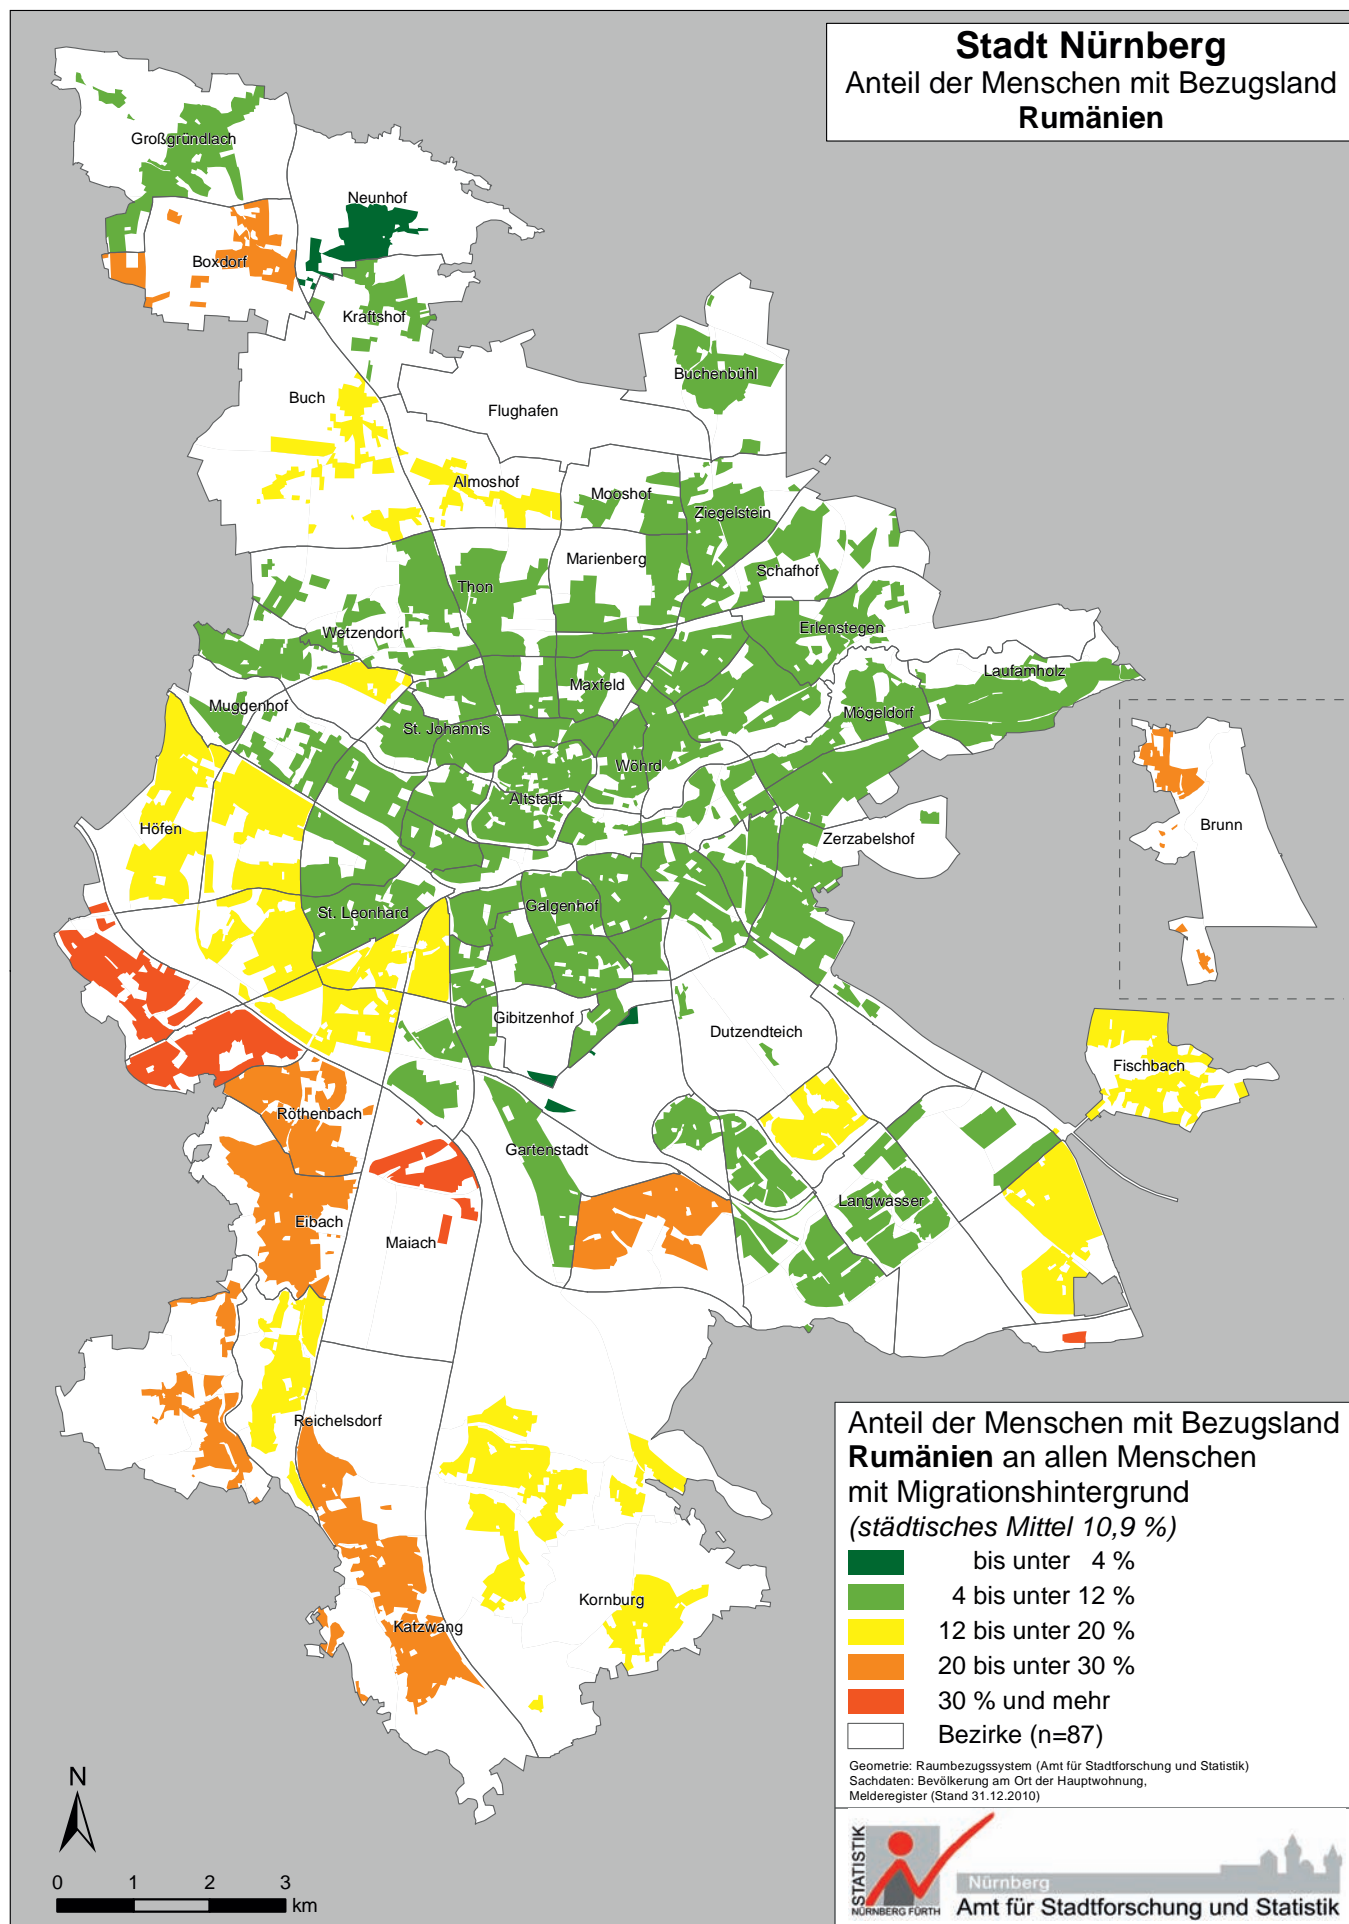 Stadt Nürnberg
Anteil der Menschen mit Bezugsland
Rumänien
Großgründlach
Neunhof
Boxdorf
Kraftshof
Buchenbühl
Buch
Flughafen
Almoshof
Mooshof
Ziegelstein
Marienberg
Schafhof
Thon
Wetzendorf
Erlenstegen
Laufamholz
Maxfeld
Muggenhof
Mögeldorf
St. Johannis
Wöhrd
Altstadt
Höfen
Zerzabelshof
Brunn
St. Leonhard
Galgenhof
Gibitzenhof
Dutzendteich
Fischbach
Röthenbach
Gartenstadt
Langwasser
Eibach
Maiach
Reichelsdorf
Kornburg
Katzwang
Anteil der Menschen mit Bezugsland
Rumänien an allen Menschen
mit Migrationshintergrund
(städtisches Mittel 10,9 %)
bis unter 4 %
4 bis unter 12 %
12 bis unter 20 %
20 bis unter 30 %
30 % und mehr
Bezirke (n=87)
Geometrie: Raumbezugssystem (Amt für Stadtforschung und Statistik)
Sachdaten: Bevölkerung am Ort der Hauptwohnung,
Melderegister (Stand 31.12.2010)
N
0 1 2 3
km
STATISTIK
NÜRNBERG FÜRTH
Nürnberg
Amt für Stadtforschung und Statistik